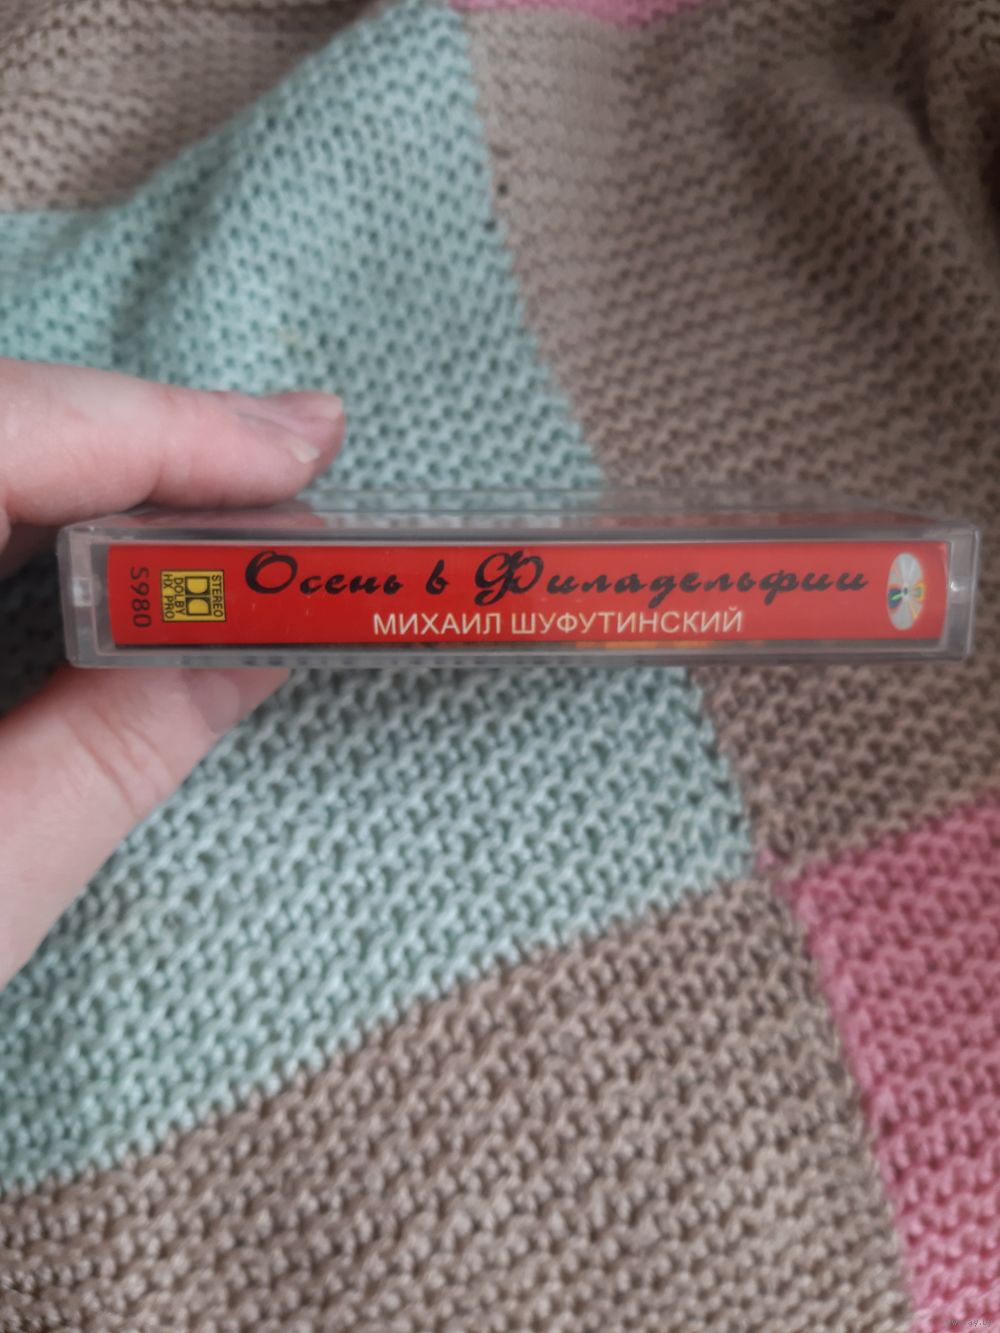 Осень в Филадельфии
МИХАИЛ ШУФУТИНСКИЙ
STEREO
DOLBY
HX PRO
S980